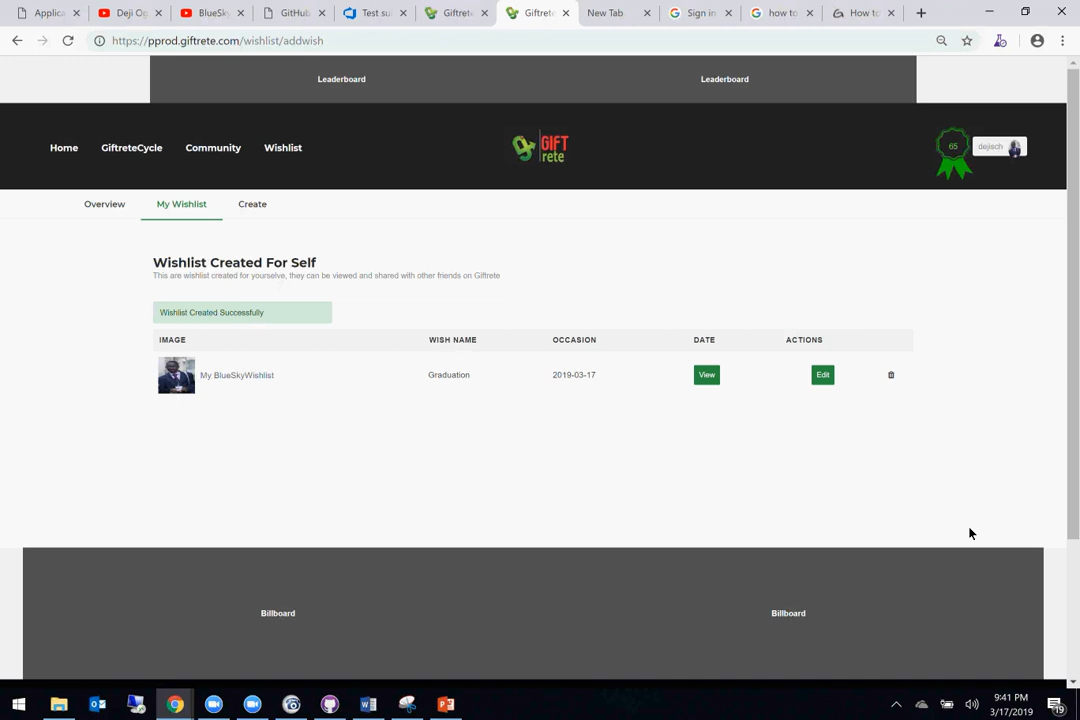 Applica
Deji Og
BlueSky
GitHub
Test sui
Giftrete
Giftrete
New Tab
Sign in
how to
How to
https://pprod.giftrete.com/wishlist/addwish
Leaderboard
Leaderboard
Home
GiftreteCycle
Community
Wishlist
GIFT
rete
65
dejisch
Overview
My Wishlist
Create
Wishlist Created For Self
This are wishlist created for yourselve, they can be viewed and shared with other friends on Giftrete
Wishlist Created Successfully
IMAGE WISH NAME OCCASION DATE ACTIONS
My BlueSkyWishlist Graduation 2019-03-17 View Edit
Billboard
Billboard
9:41 PM
3/17/2019
19